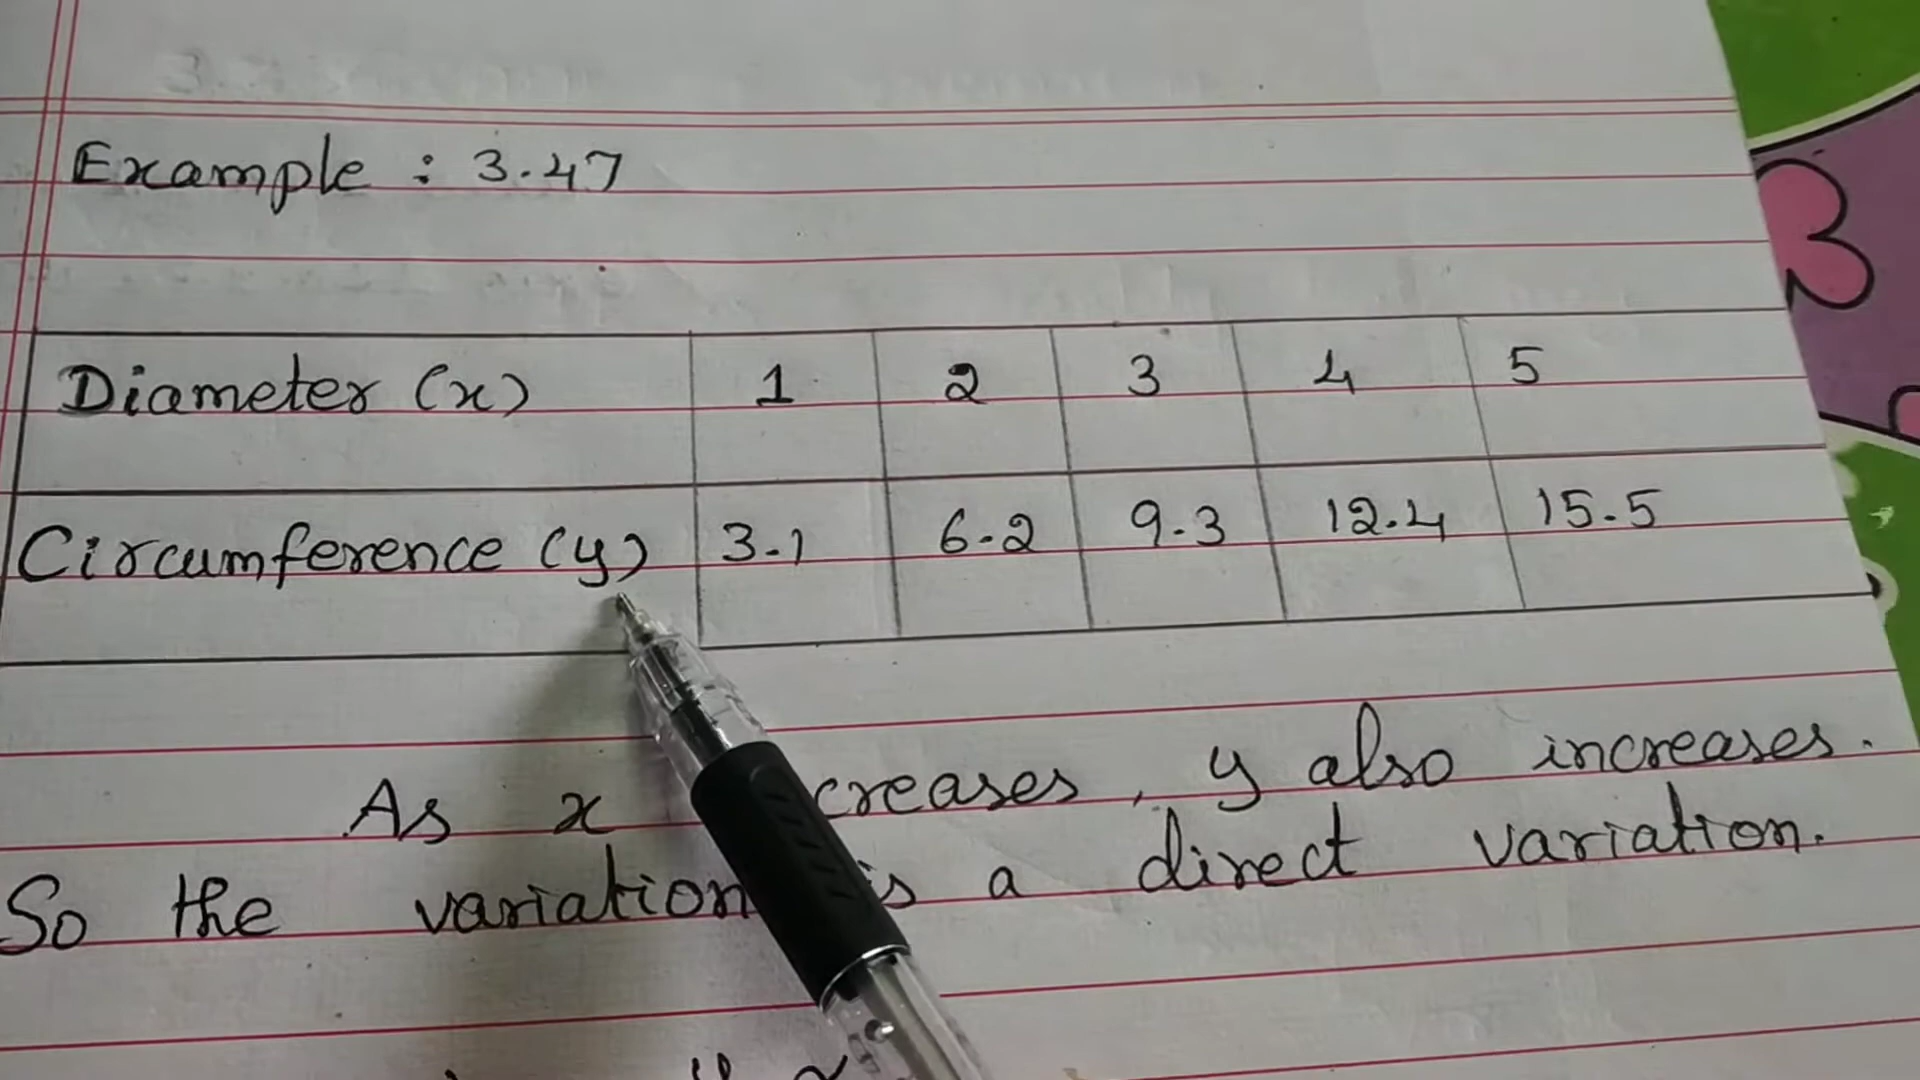 Example : 3.47
Diameter (x) 1 2 3 4 5
Circumference (y) 3.1 6.2 9.3 12.4 15.5
As x creases, y also increases.
So the variation is a direct variation.